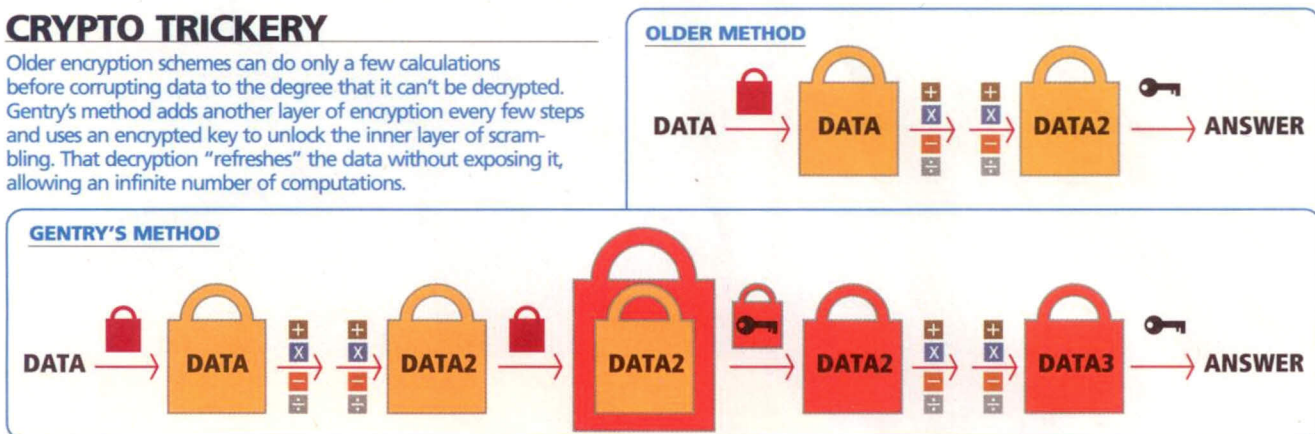 CRYPTO TRICKERY
Older encryption schemes can do only a few calculations
before corrupting data to the degree that it can't be decrypted.
Gentry's method adds another layer of encryption every few steps
and uses an encrypted key to unlock the inner layer of scram-
bling. That decryption "refreshes" the data without exposing it,
allowing an infinite number of computations.
OLDER METHOD
DATA DATA + X − ÷ + X − ÷ DATA2 ANSWER
GENTRY'S METHOD
DATA DATA + X − ÷ + X − ÷ DATA2 DATA2 DATA2 + X − ÷ + X − ÷ DATA3 ANSWER